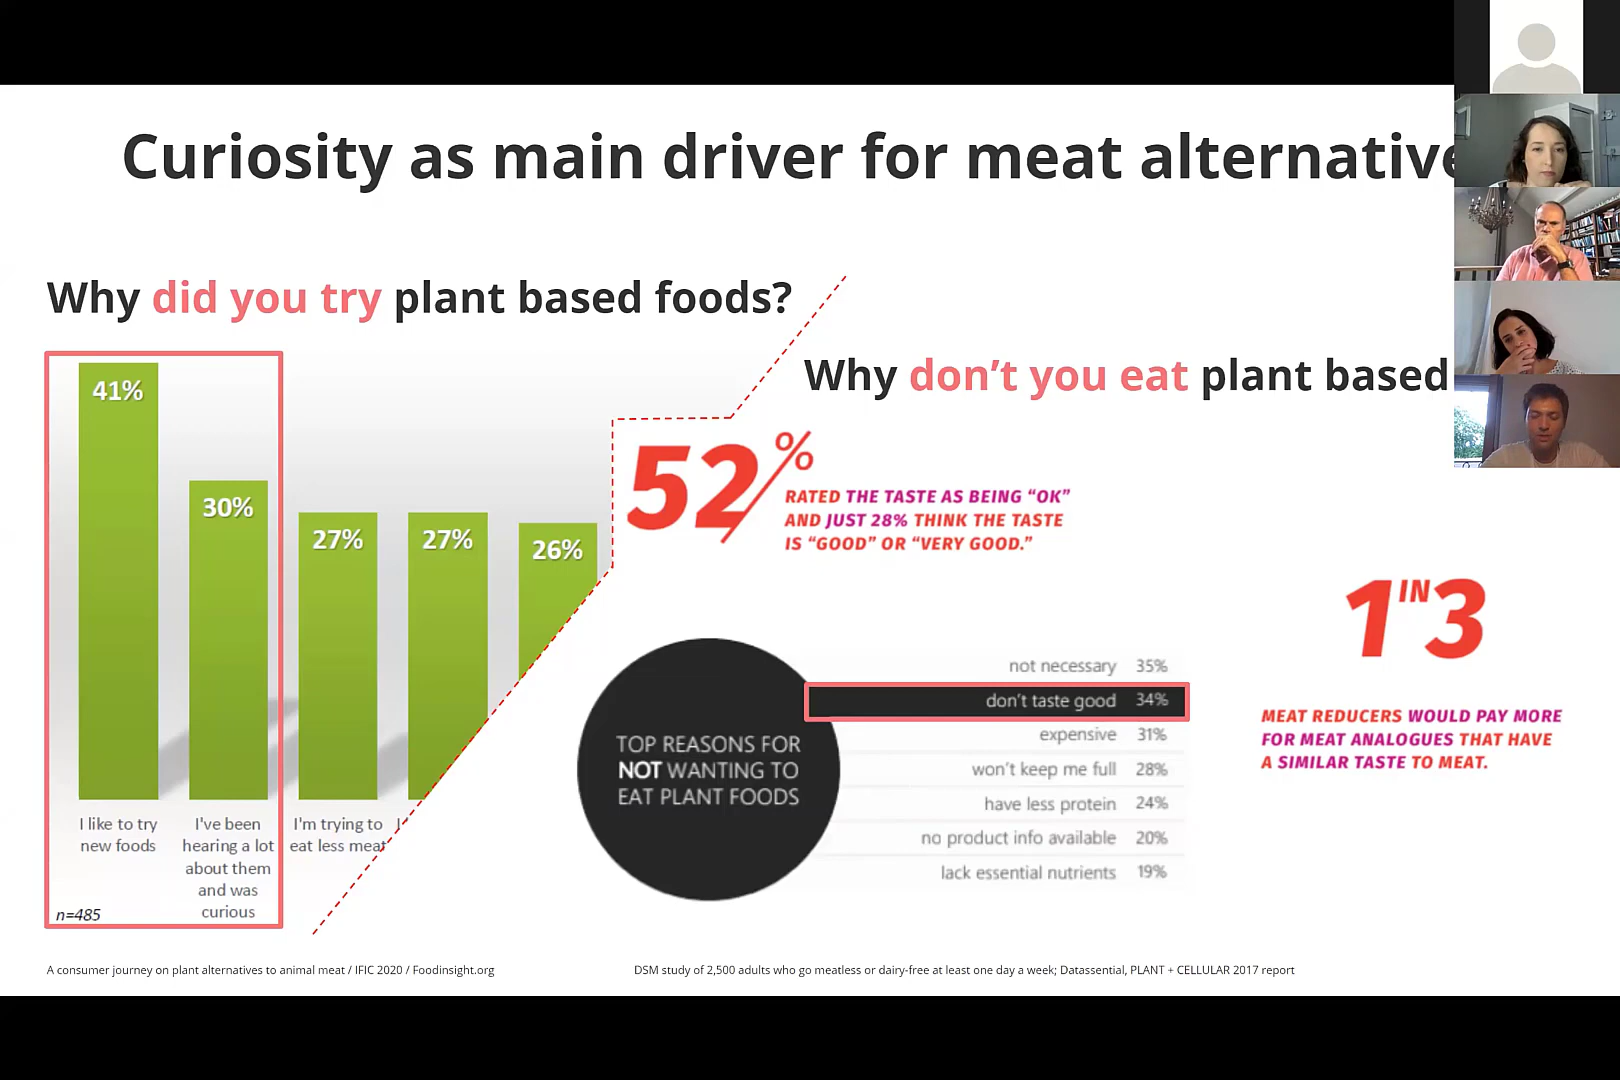 Curiosity as main driver for meat alternative
Why did you try plant based foods?
41%
30%
27%
27%
26%
I like to try
new foods
I've been
hearing a lot
about them
and was
curious
I'm trying to
eat less meat
n=485
A consumer journey on plant alternatives to animal meat / IFIC 2020 / Foodinsight.org
Why don’t you eat plant based
52%
RATED THE TASTE AS BEING “OK”
AND JUST 28% THINK THE TASTE
IS “GOOD” OR “VERY GOOD.”
TOP REASONS FOR
NOT WANTING TO
EAT PLANT FOODS
not necessary 35%
don't taste good 34%
expensive 31%
won't keep me full 28%
have less protein 24%
no product info available 20%
lack essential nutrients 19%
1 IN 3
MEAT REDUCERS WOULD PAY MORE
FOR MEAT ANALOGUES THAT HAVE
A SIMILAR TASTE TO MEAT.
DSM study of 2,500 adults who go meatless or dairy-free at least one day a week; Datassential, PLANT + CELLULAR 2017 report